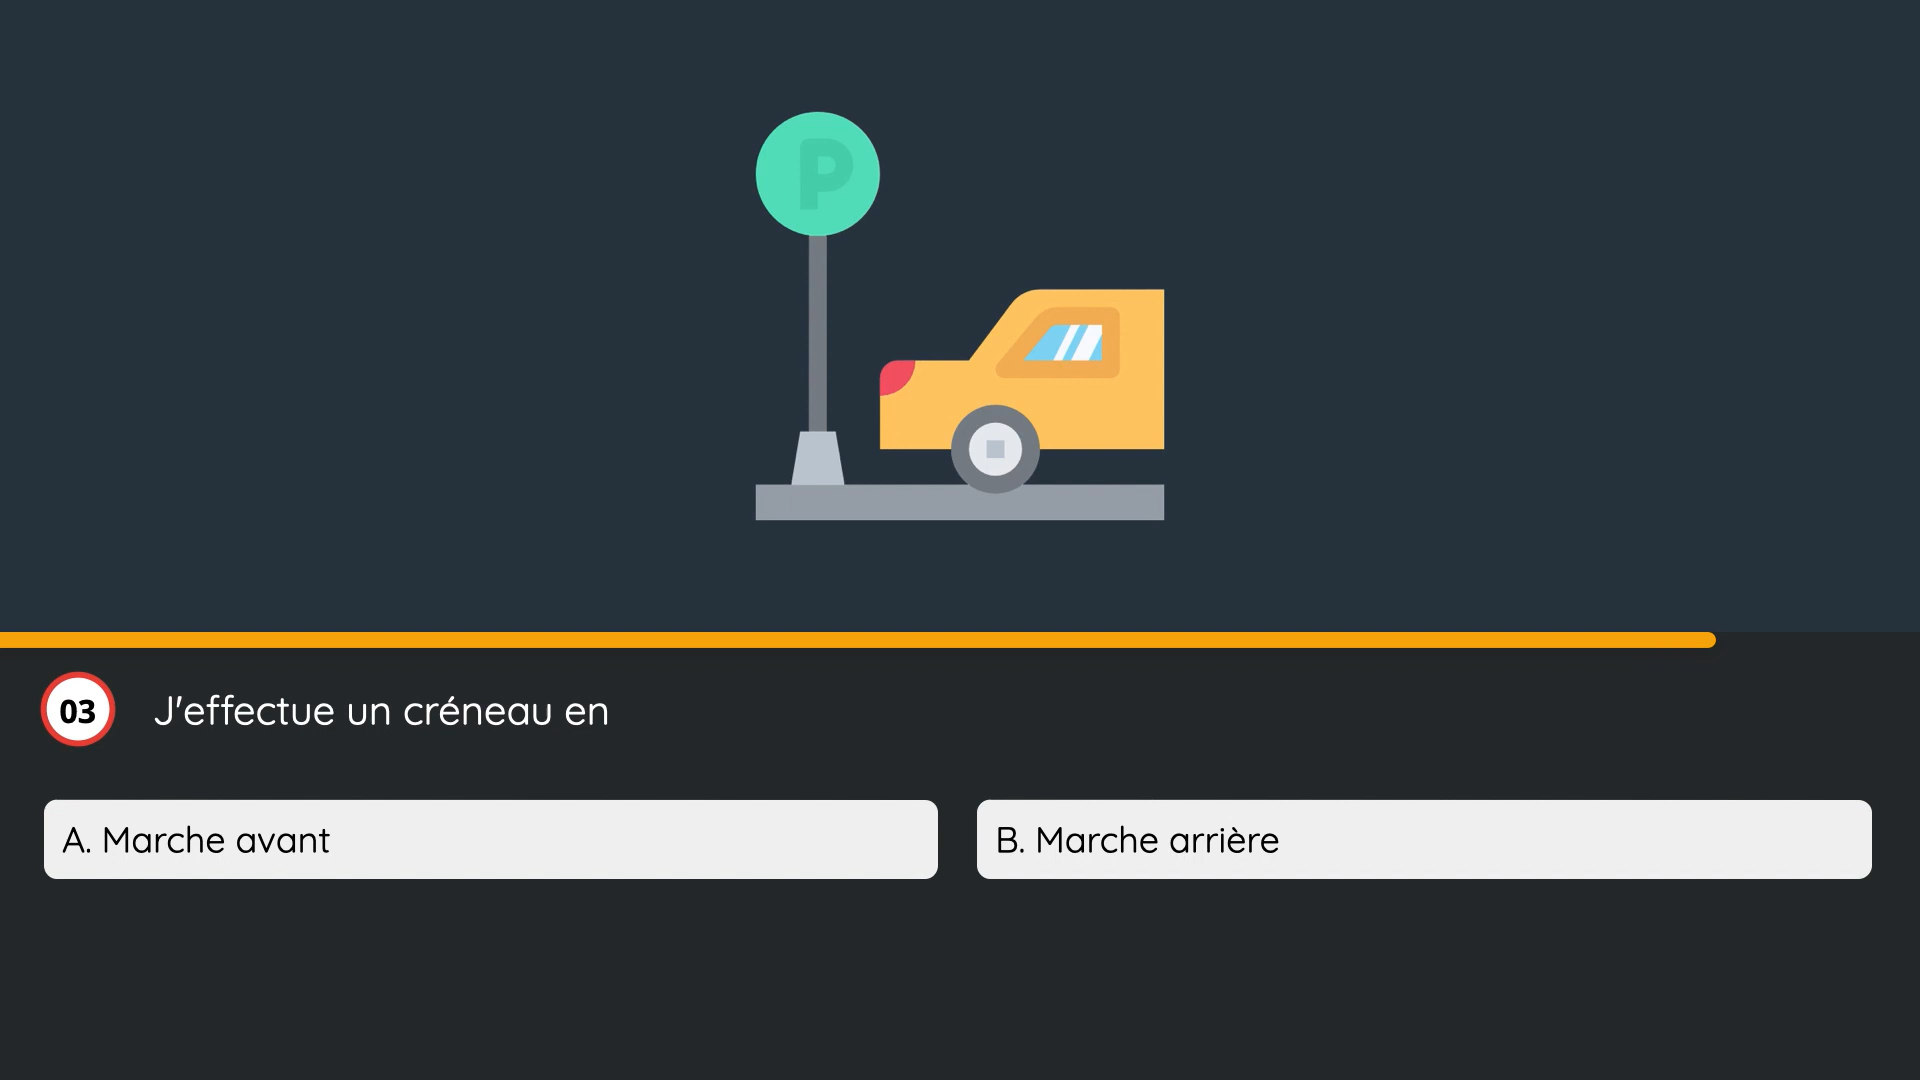 P
03 J'effectue un créneau en
A. Marche avant
B. Marche arrière